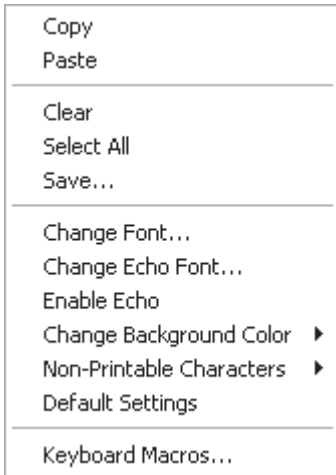 Copy
Paste
Clear
Select All
Save...
Change Font...
Change Echo Font...
Enable Echo
Change Background Color
Non-Printable Characters
Default Settings
Keyboard Macros...